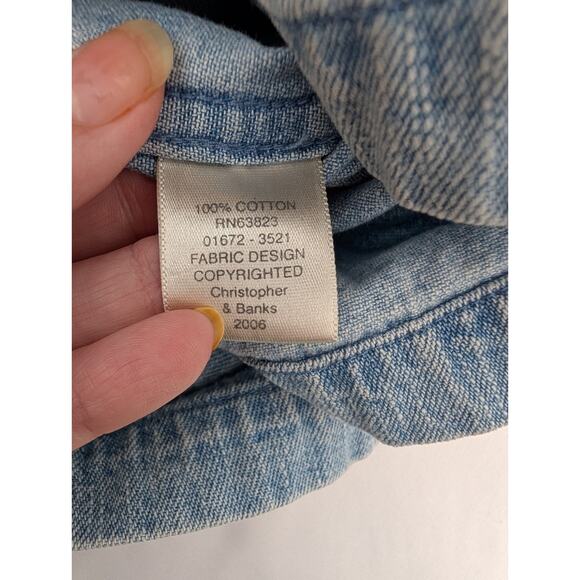 100% COTTON
RN63823
01672 - 3521
FABRIC DESIGN
COPYRIGHTED
Christopher
& Banks
2006